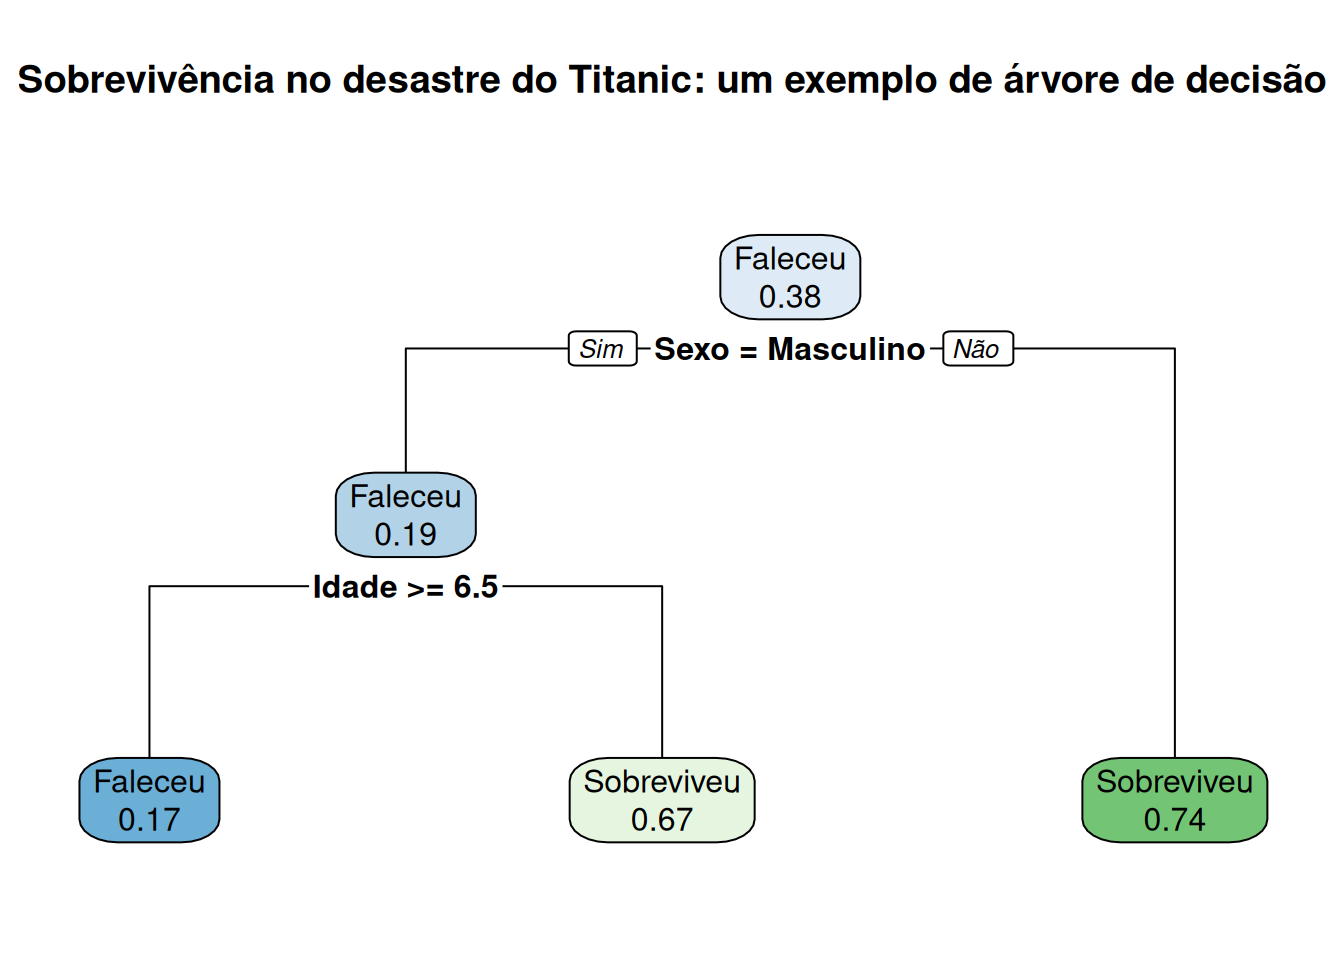 Sobrevivência no desastre do Titanic: um exemplo de árvore de decisão
Faleceu
0.38
Sim
Sexo = Masculino
Não
Faleceu
0.19
Idade >= 6.5
Faleceu
0.17
Sobreviveu
0.67
Sobreviveu
0.74